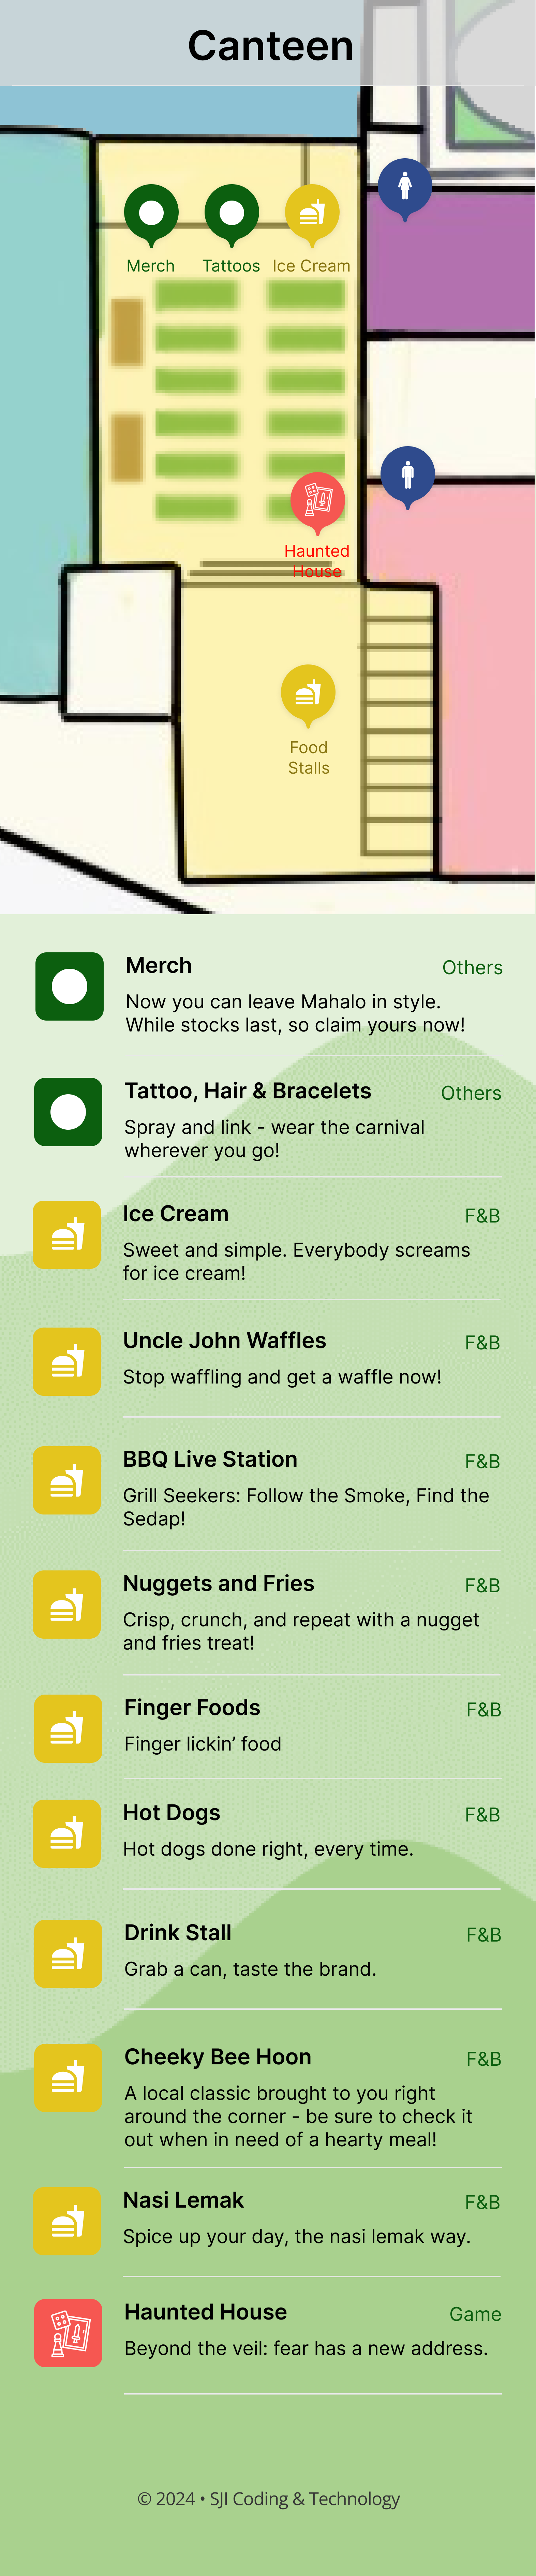 Canteen
Merch
Tattoos
Ice Cream
Haunted
House
Food
Stalls
Merch
Others
Now you can leave Mahalo in style.
While stocks last, so claim yours now!
Tattoo, Hair & Bracelets
Others
Spray and link - wear the carnival
wherever you go!
Ice Cream
F&B
Sweet and simple. Everybody screams
for ice cream!
Uncle John Waffles
F&B
Stop waffling and get a waffle now!
BBQ Live Station
F&B
Grill Seekers: Follow the Smoke, Find the
Sedap!
Nuggets and Fries
F&B
Crisp, crunch, and repeat with a nugget
and fries treat!
Finger Foods
F&B
Finger lickin’ food
Hot Dogs
F&B
Hot dogs done right, every time.
Drink Stall
F&B
Grab a can, taste the brand.
Cheeky Bee Hoon
F&B
A local classic brought to you right
around the corner - be sure to check it
out when in need of a hearty meal!
Nasi Lemak
F&B
Spice up your day, the nasi lemak way.
Haunted House
Game
Beyond the veil: fear has a new address.
© 2024 • SJI Coding & Technology